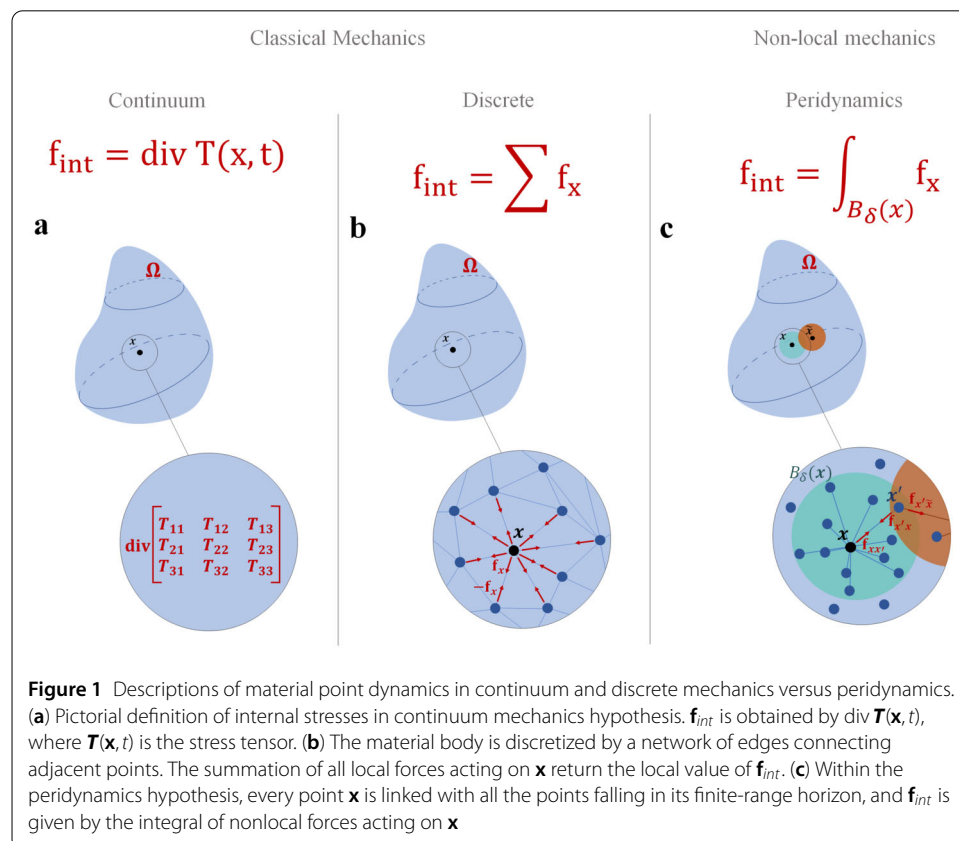 Classical Mechanics
Non-local mechanics
Continuum
Discrete
Peridynamics
f_int = div T(x, t)
f_int = ∑ f_x
f_int = ∫_{B_δ(x)} f_x
a
b
c
Ω
Ω
Ω
x
x
x
x̃
div [T₁₁ T₁₂ T₁₃
T₂₁ T₂₂ T₂₃
T₃₁ T₃₂ T₃₃]
x
f_x
−f_x
B_δ(x)
x′
f_{x′x̃}
f_{x′x}
x
f_{xx′}
Figure 1 Descriptions of material point dynamics in continuum and discrete mechanics versus peridynamics.
(a) Pictorial definition of internal stresses in continuum mechanics hypothesis. f_int is obtained by div T(x, t),
where T(x, t) is the stress tensor. (b) The material body is discretized by a network of edges connecting
adjacent points. The summation of all local forces acting on x return the local value of f_int. (c) Within the
peridynamics hypothesis, every point x is linked with all the points falling in its finite-range horizon, and f_int is
given by the integral of nonlocal forces acting on x